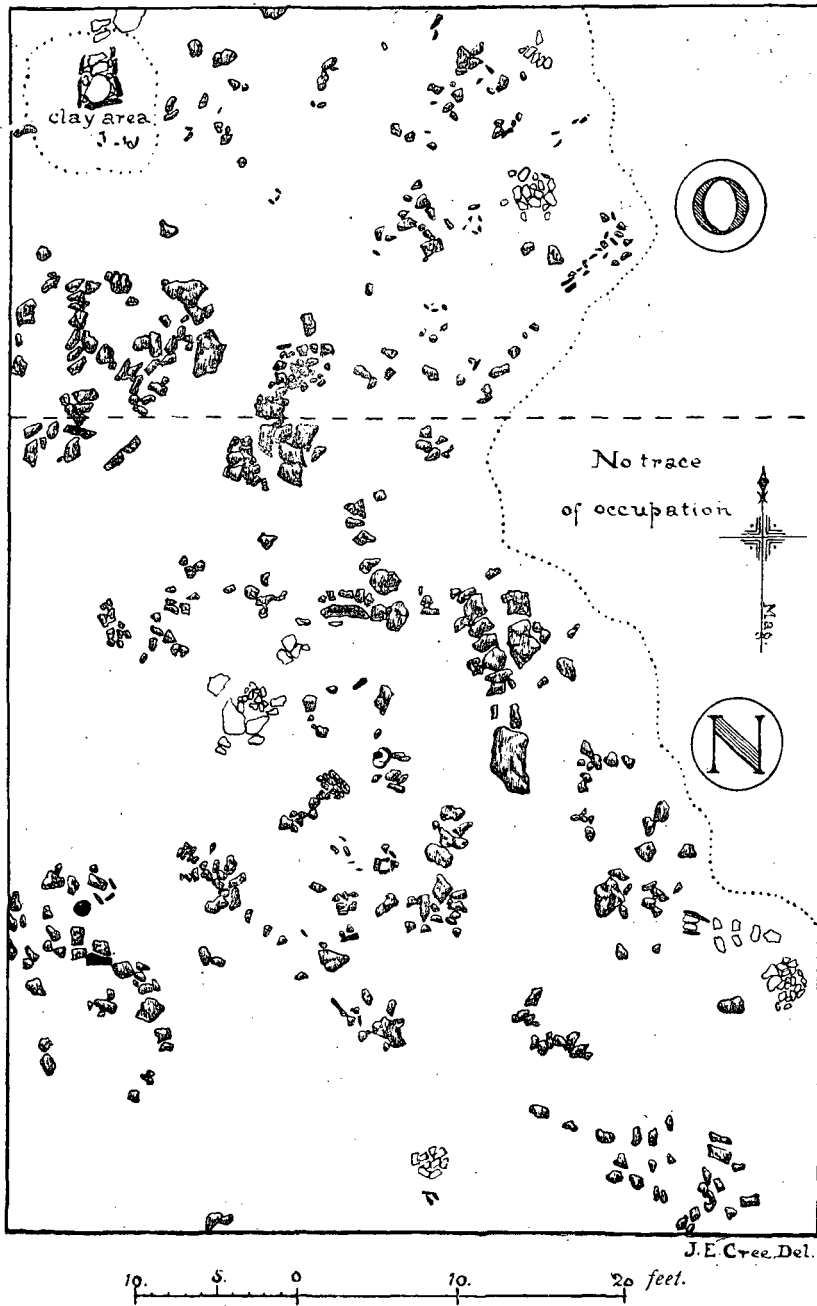 clay area
O
No trace
of occupation
Mag.
N
J.E.Cree.Del.
10. 5. 0 10. 20 feet.